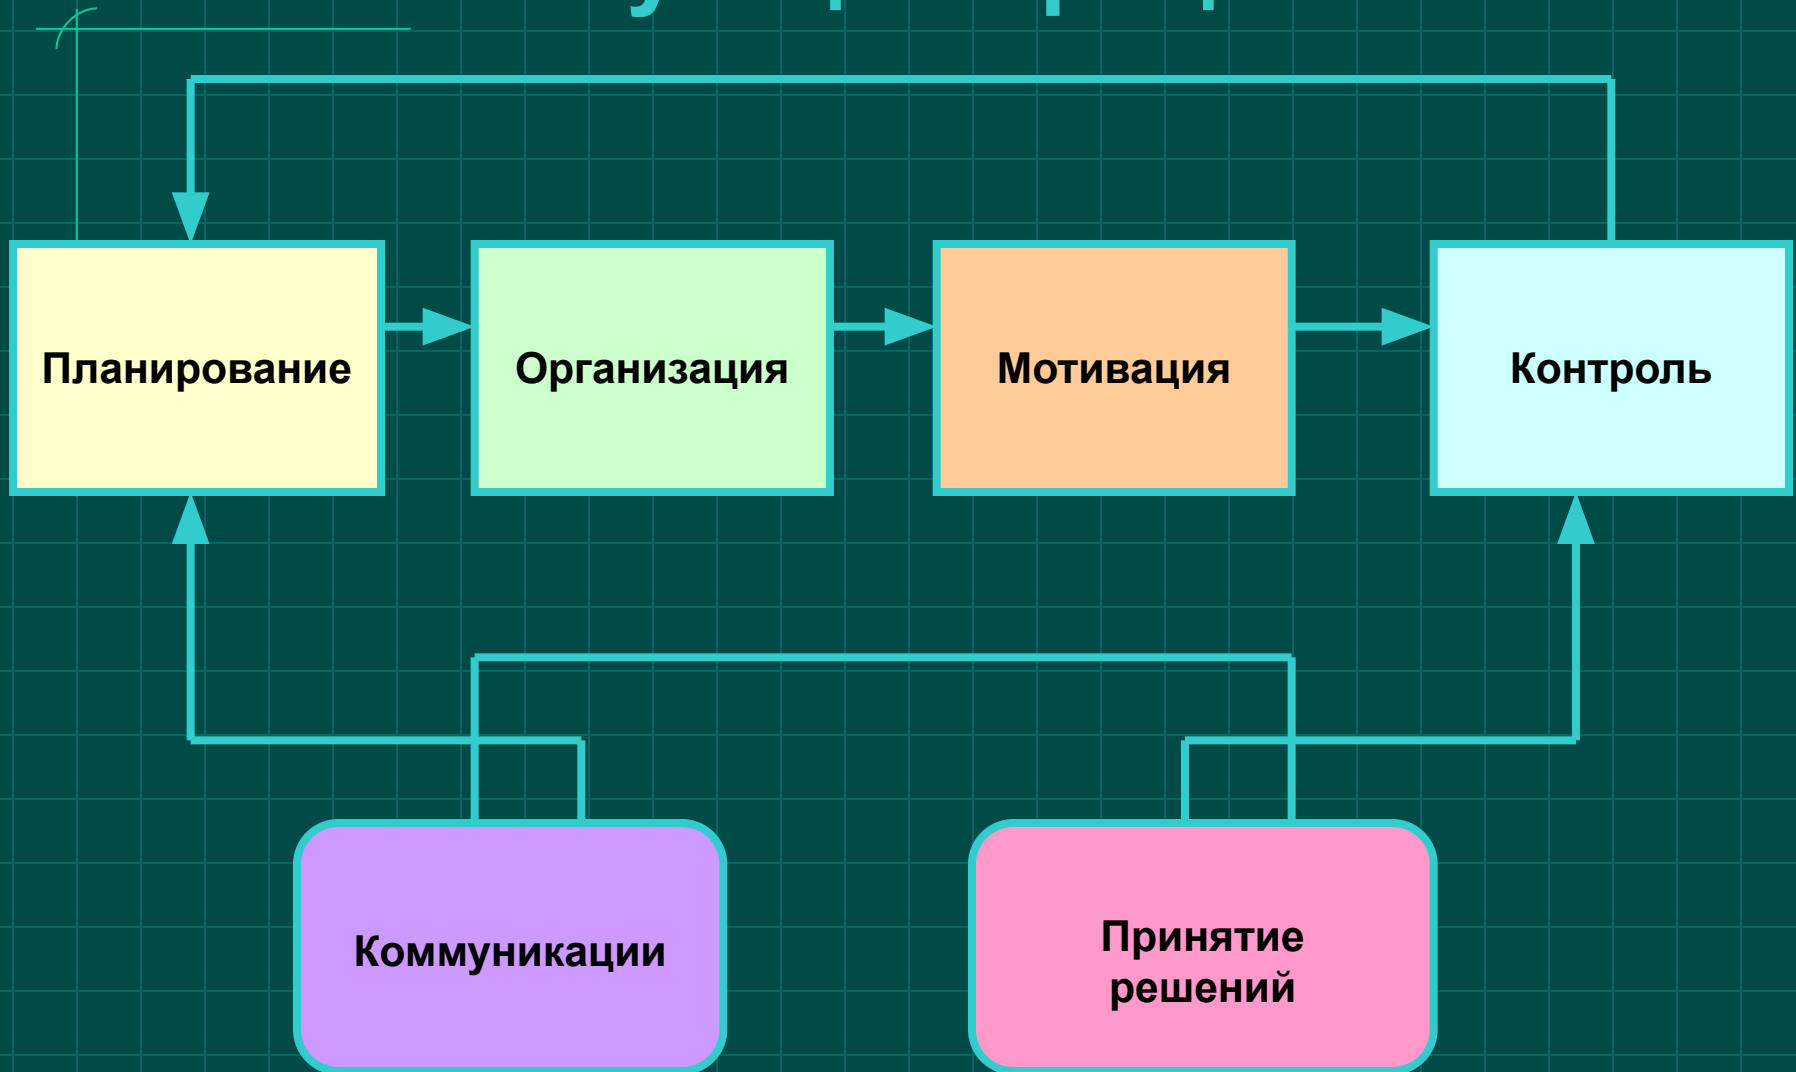 Планирование
Организация
Мотивация
Контроль
Коммуникации
Принятие
решений